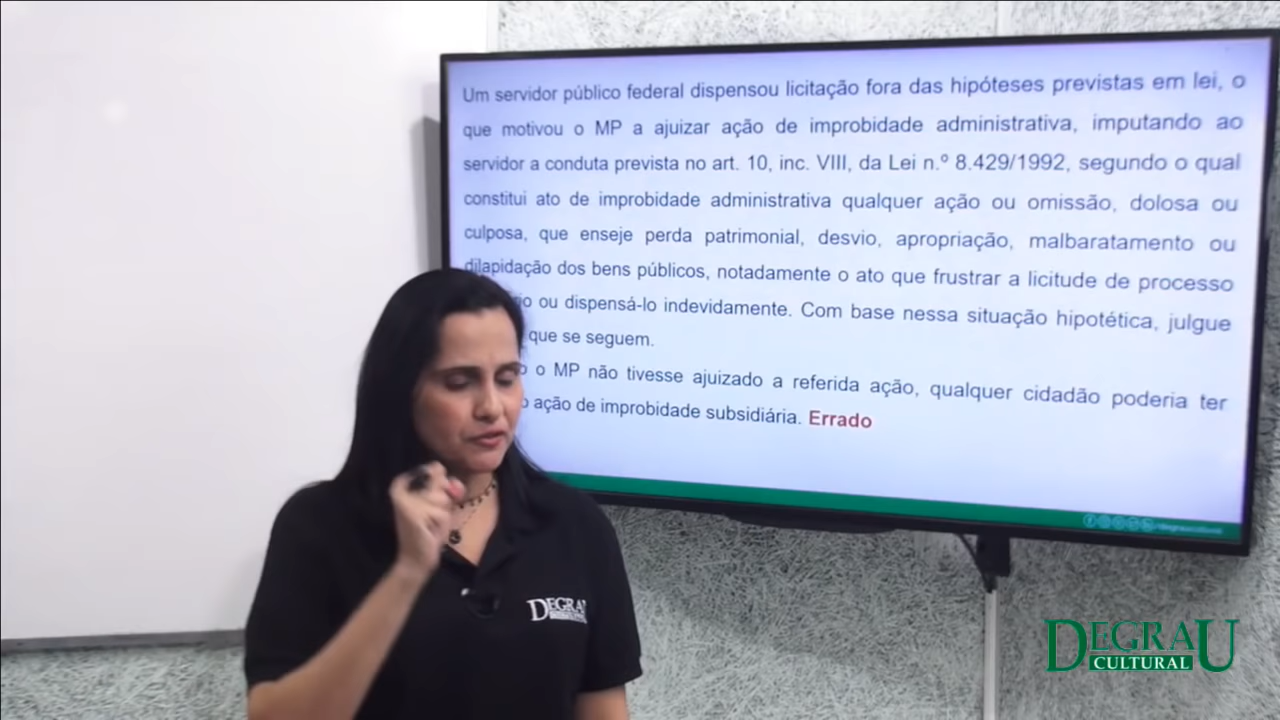 Um servidor público federal dispensou licitação fora das hipóteses previstas em lei, o
que motivou o MP a ajuizar ação de improbidade administrativa, imputando ao
servidor a conduta prevista no art. 10, inc. VIII, da Lei n.º 8.429/1992, segundo o qual
constitui ato de improbidade administrativa qualquer ação ou omissão, dolosa ou
culposa, que enseje perda patrimonial, desvio, apropriação, malbaratamento ou
dilapidação dos bens públicos, notadamente o ato que frustrar a licitude de processo
ou dispensá-lo indevidamente. Com base nessa situação hipotética, julgue
que se seguem.
o MP não tivesse ajuizado a referida ação, qualquer cidadão poderia ter
ação de improbidade subsidiária. Errado
DEGRAU
CULTURAL